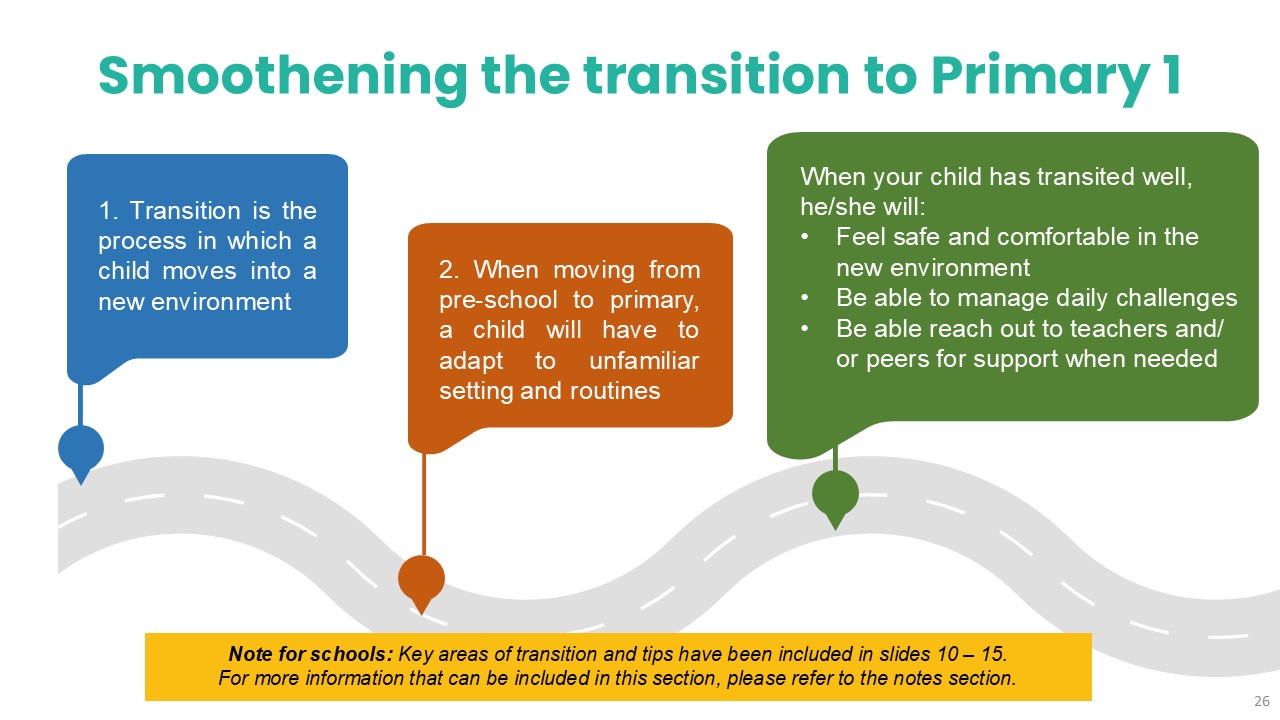 Smoothening the transition to Primary 1
1. Transition is the
process in which a
child moves into a
new environment
2. When moving from
pre-school to primary,
a child will have to
adapt to unfamiliar
setting and routines
When your child has transited well,
he/she will:
• Feel safe and comfortable in the
new environment
• Be able to manage daily challenges
• Be able reach out to teachers and/
or peers for support when needed
Note for schools: Key areas of transition and tips have been included in slides 10 – 15.
For more information that can be included in this section, please refer to the notes section.
26